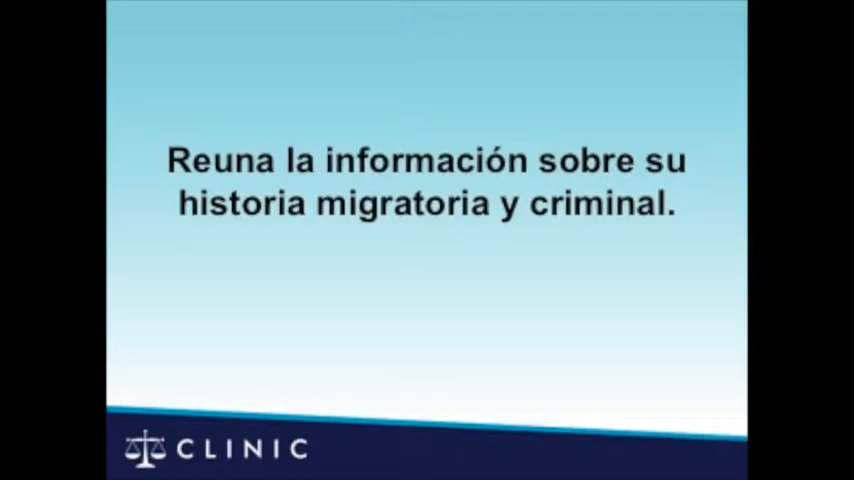 Reuna la información sobre su
historia migratoria y criminal.
CLINIC